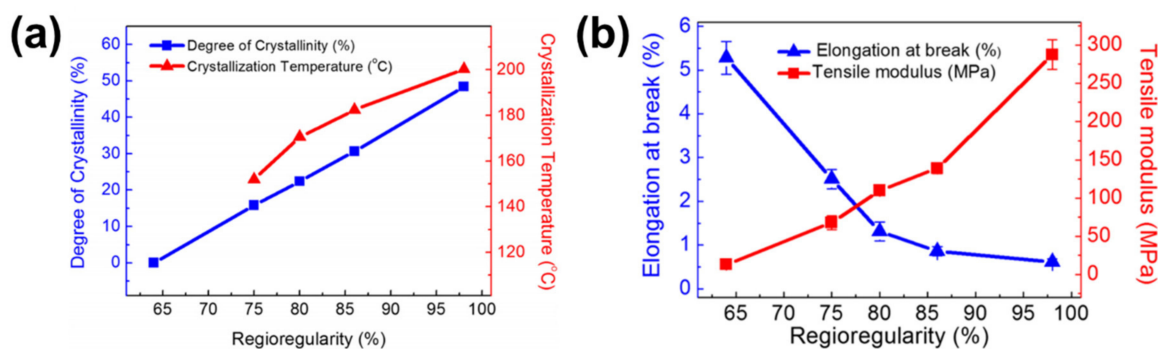 (a)
Degree of Crystallinity (%)
60
50
40
30
20
10
0
Degree of Crystallinity (%)
Crystallization Temperature (°C)
200
180
160
140
120
Crystallization Temperature (°C)
65 70 75 80 85 90 95 100
Regioregularity (%)
(b)
Elongation at break (%)
6
5
4
3
2
1
0
Elongation at break (%)
Tensile modulus (MPa)
300
250
200
150
100
50
0
Tensile modulus
(MPa)
65 70 75 80 85 90 95 100
Regioregularity (%)